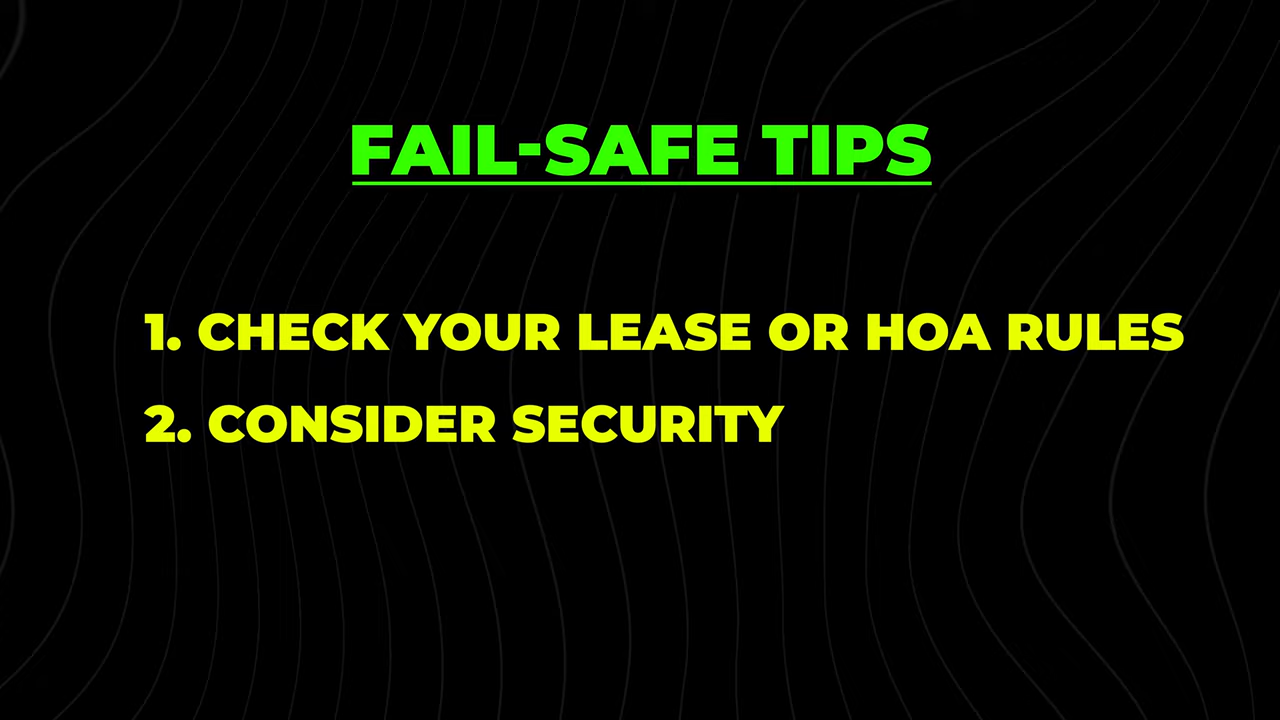 FAIL-SAFE TIPS
1. CHECK YOUR LEASE OR HOA RULES
2. CONSIDER SECURITY